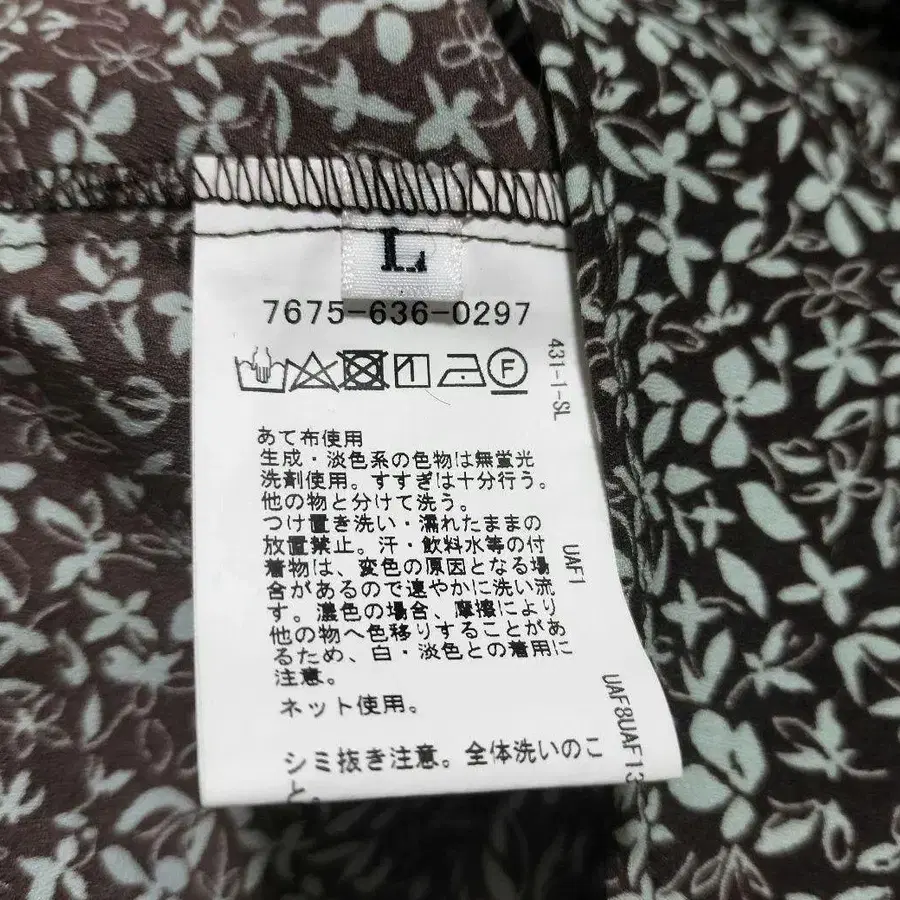 L
7675-636-0297
F
431-1-SL
あて布使用
生成・淡色系の色物は無蛍光
洗剤使用。すすぎは十分行う。
他の物と分けて洗う。
つけ置き洗い・濡れたままの
放置禁止。汗・飲料水等の付
着物は、変色の原因となる場
合があるので速やかに洗い流
す。濃色の場合、摩擦により
他の物へ色移りすることがあ
るため、白・淡色との着用に
注意。
ネット使用。
シミ抜き注意。全体洗いのこ
と。
UAF1
UAF8UAF13